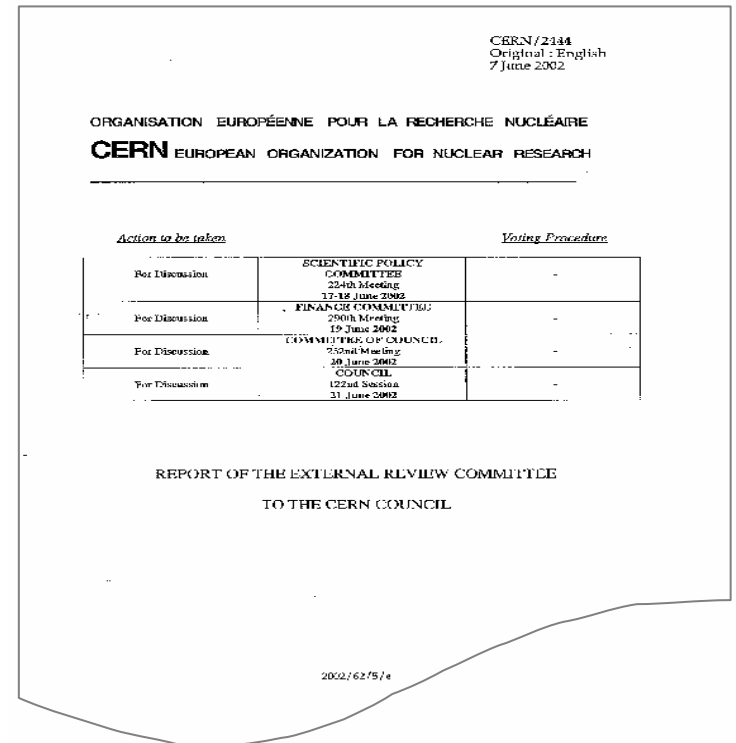 CERN/2444
Original : English
7 June 2002
ORGANISATION EUROPÉENNE POUR LA RECHERCHE NUCLÉAIRE
CERN EUROPEAN ORGANIZATION FOR NUCLEAR RESEARCH
Action to be taken
Voting Procedure
For Discussion
SCIENTIFIC POLICY
COMMITTEE
224th Meeting
17-18 June 2002
-
For Discussion
FINANCE COMMITTEE
290th Meeting
19 June 2002
-
For Discussion
COMMITTEE OF COUNCIL
252nd Meeting
20 June 2002
-
For Discussion
COUNCIL
122nd Session
21 June 2002
-
REPORT OF THE EXTERNAL REVIEW COMMITTEE
TO THE CERN COUNCIL
2002/62/5/e